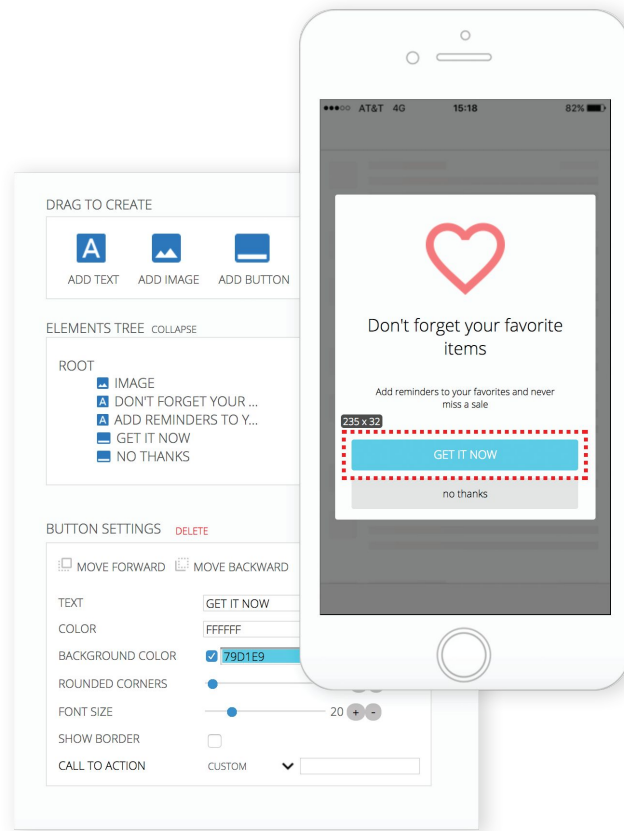 AT&T 4G 15:18 82%
Don't forget your favorite
items
Add reminders to your favorites and never
miss a sale
235 x 32
GET IT NOW
no thanks
DRAG TO CREATE
A
ADD TEXT ADD IMAGE ADD BUTTON
ELEMENTS TREE COLLAPSE
ROOT
IMAGE
A DON'T FORGET YOUR ...
A ADD REMINDERS TO Y...
GET IT NOW
NO THANKS
BUTTON SETTINGS DELETE
MOVE FORWARD MOVE BACKWARD
TEXT GET IT NOW
COLOR FFFFFF
BACKGROUND COLOR 79D1E9
ROUNDED CORNERS
FONT SIZE 20 + -
SHOW BORDER
CALL TO ACTION CUSTOM